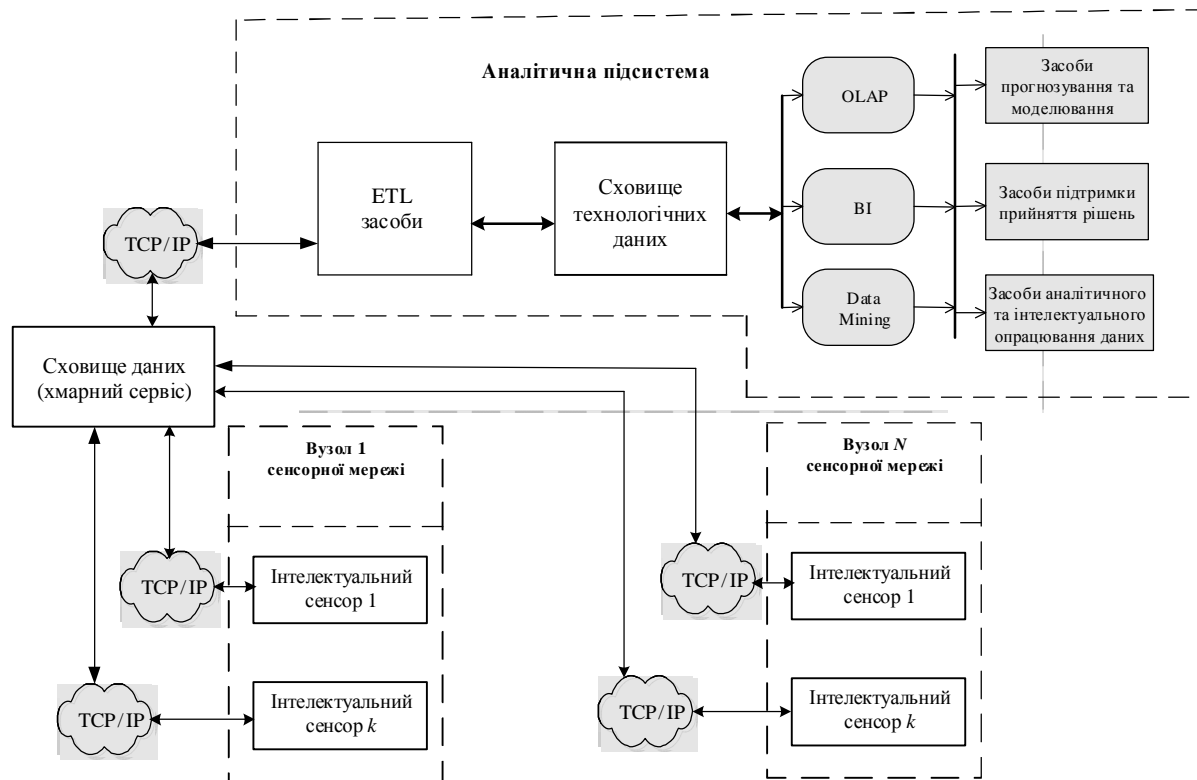 Аналітична підсистема
ETL
засоби
Сховище
технологічних
даних
OLAP
BI
Data
Mining
Засоби
прогнозування та
моделювання
Засоби підтримки
прийняття рішень
Засоби аналітичного
та інтелектуального
опрацювання даних
TCP/IP
Сховище даних
(хмарний сервіс)
Вузол 1
сенсорної мережі
TCP/IP
Інтелектуальний
сенсор 1
TCP/IP
Інтелектуальний
сенсор k
Вузол N
сенсорної мережі
TCP/IP
Інтелектуальний
сенсор 1
TCP/IP
Інтелектуальний
сенсор k